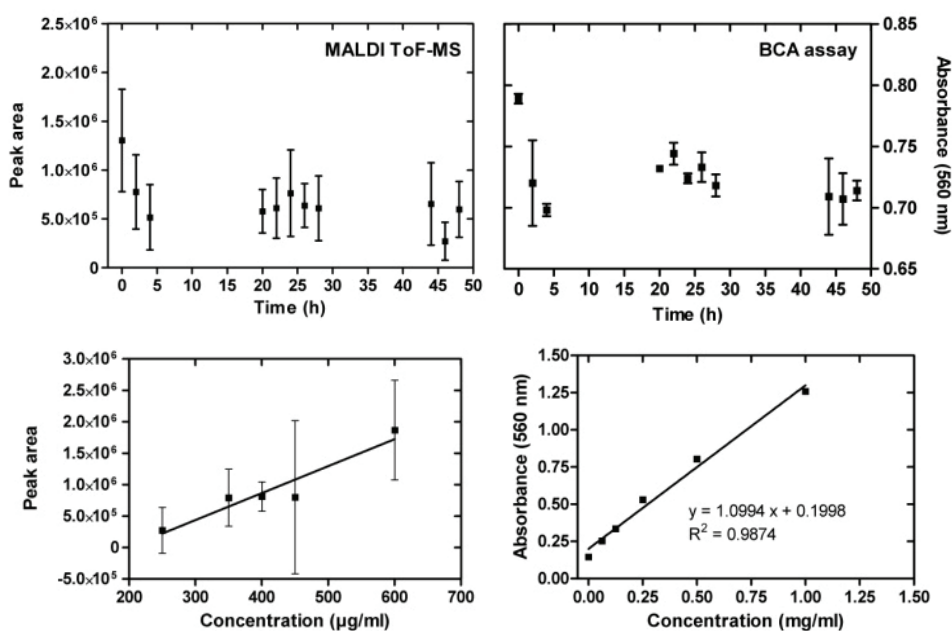 MALDI ToF-MS
Peak area
2.5×10⁶
2.0×10⁶
1.5×10⁶
1.0×10⁶
5.0×10⁵
0
0 5 10 15 20 25 30 35 40 45 50
Time (h)
BCA assay
Absorbance (560 nm)
0.85
0.80
0.75
0.70
0.65
0 5 10 15 20 25 30 35 40 45 50
Time (h)
Peak area
3.0×10⁶
2.5×10⁶
2.0×10⁶
1.5×10⁶
1.0×10⁶
5.0×10⁵
0
-5.0×10⁵
200 300 400 500 600 700
Concentration (µg/ml)
Absorbance (560 nm)
1.50
1.25
1.00
0.75
0.50
0.25
0.00
y = 1.0994 x + 0.1998
R² = 0.9874
0.00 0.25 0.50 0.75 1.00 1.25 1.50
Concentration (mg/ml)